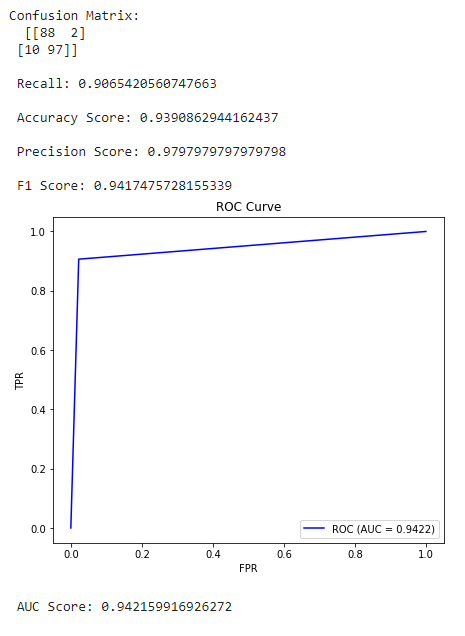 Confusion Matrix:
[[88 2]
[10 97]]
Recall: 0.9065420560747663
Accuracy Score: 0.9390862944162437
Precision Score: 0.9797979797979798
F1 Score: 0.9417475728155339
ROC Curve
1.0
0.8
0.6
0.4
0.2
0.0
TPR
ROC (AUC = 0.9422)
0.0 0.2 0.4 0.6 0.8 1.0
FPR
AUC Score: 0.942159916926272